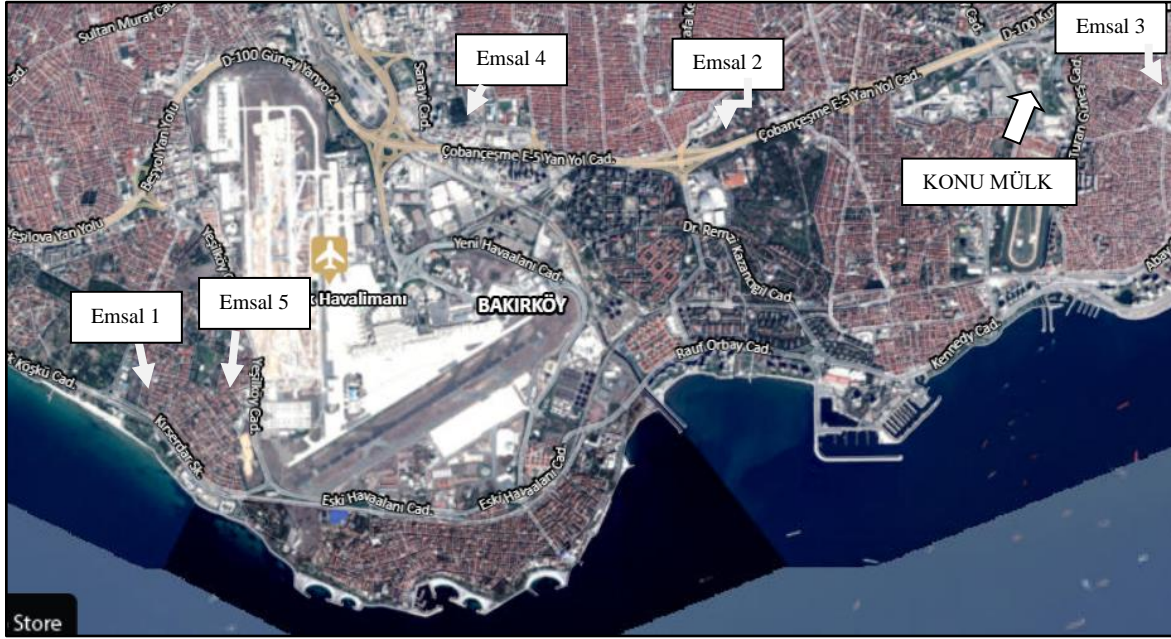 Sultan Murat Cad.
D-100 Güney Yanyol 2
Sanayi Cad.
Emsal 4
Emsal 2
Emsal 3
Çobançeşme E-5 Yan Yol Cad.
Çobançeşme E-5 Yan Yol Cad.
Beşyol Yan Yolu
Yeşilova Yan Yolu
KONU MÜLK
Turan Güneş Cad.
Dr. Remzi Kazancıgil Cad.
Yeni Havaalanı Cad.
BAKIRKÖY
Havalimanı
Emsal 1
Emsal 5
Yeşilköy Cad.
Köşkü Cad.
Kırserdar Sk.
Rauf Orbay Cad.
Kennedy Cad.
Eski Havaalanı Cad.
Eski Havaalanı Cad.
Store